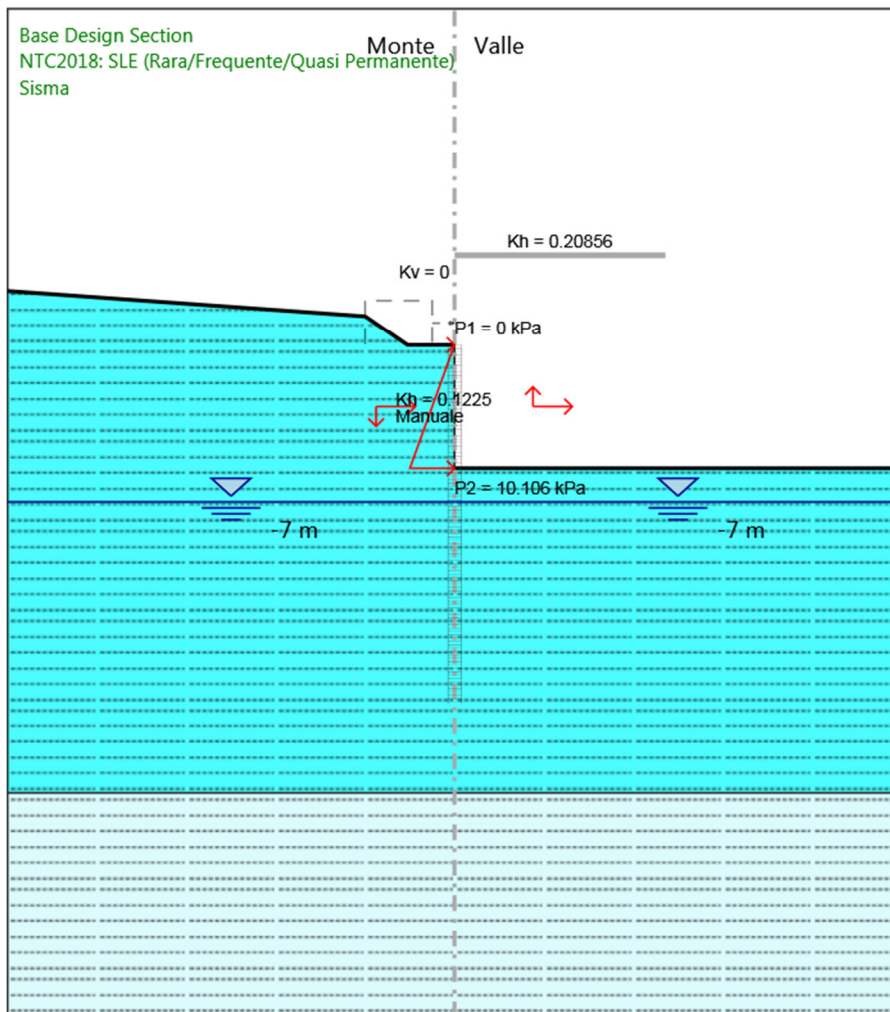 Base Design Section
NTC2018: SLE (Rara/Frequente/Quasi Permanente)
Sisma
Monte
Valle
Kh = 0.20856
Kv = 0
P1 = 0 kPa
Kh = 0.1225
Manuale
P2 = 10.106 kPa
-7 m
-7 m